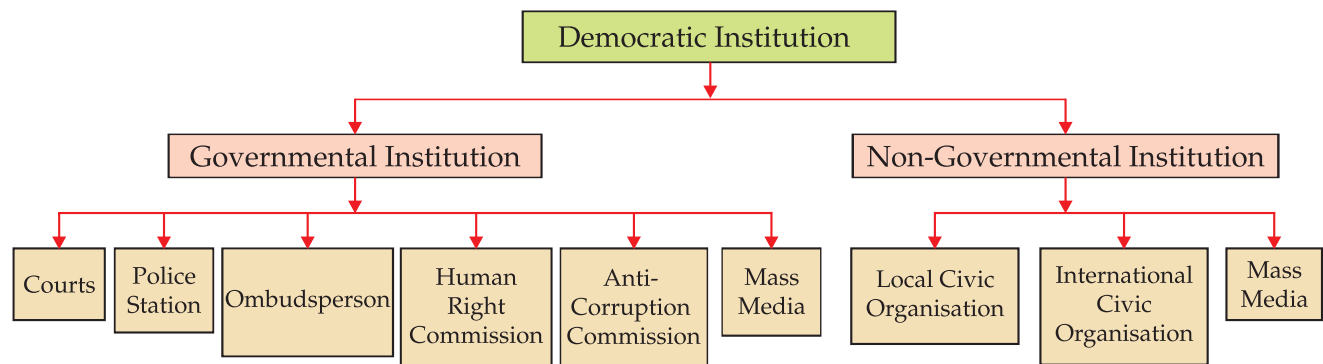 Democratic Institution
Governmental Institution
Non-Governmental Institution
Courts
Police
Station
Ombudsperson
Human
Right
Commission
Anti-
Corruption
Commission
Mass
Media
Local Civic
Organisation
International
Civic
Organisation
Mass
Media